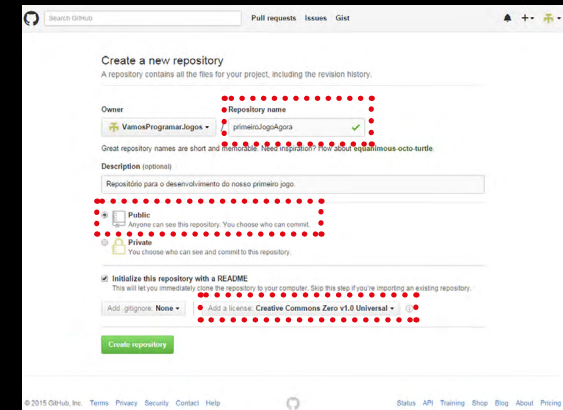 Search GitHub Pull requests Issues Gist
Create a new repository
A repository contains all the files for your project, including the revision history.
Owner Repository name
VamosProgramarJogos / primeiroJogoAgora
Great repository names are short and memorable. Need inspiration? How about equanimous-octo-turtle.
Description (optional)
Repositório para o desenvolvimento do nosso primeiro jogo.
Public
Anyone can see this repository. You choose who can commit.
Private
You choose who can see and commit to this repository.
Initialize this repository with a README
This will let you immediately clone the repository to your computer. Skip this step if you're importing an existing repository.
Add .gitignore: None Add a license: Creative Commons Zero v1.0 Universal
Create repository
© 2015 GitHub, Inc. Terms Privacy Security Contact Help Status API Training Shop Blog About Pricing